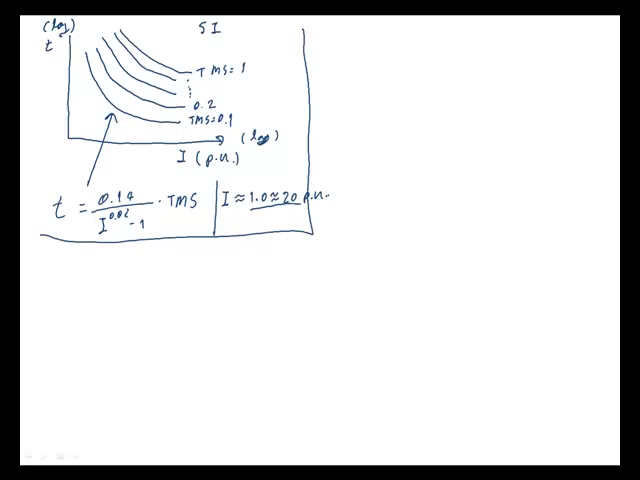 (log)
t
SI
TMS=1
0.2
TMS=0.1
(log)
I (p.u.)
t = 0.14 / I^0.02 - 1 · TMS
I ≈ 1.0 ≈ 20 p.u.